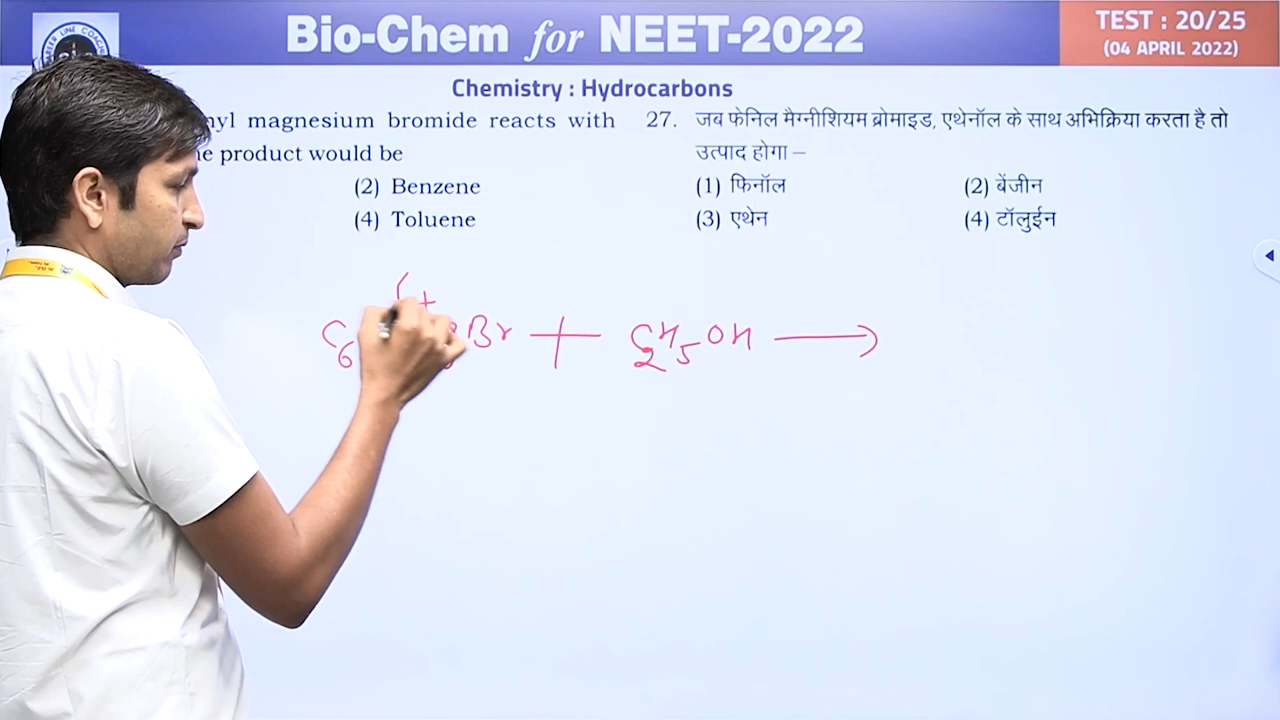 Bio-Chem for NEET-2022
TEST : 20/25
(04 APRIL 2022)
Chemistry : Hydrocarbons
magnesium bromide reacts with
product would be
(2) Benzene
(4) Toluene
27. जब फेनिल मैग्नीशियम ब्रोमाइड, एथेनॉल के साथ अभिक्रिया करता है तो
उत्पाद होगा –
(1) फिनॉल (2) बेंजीन
(3) एथेन (4) टॉलुईन
C6 Br + C2H5OH →